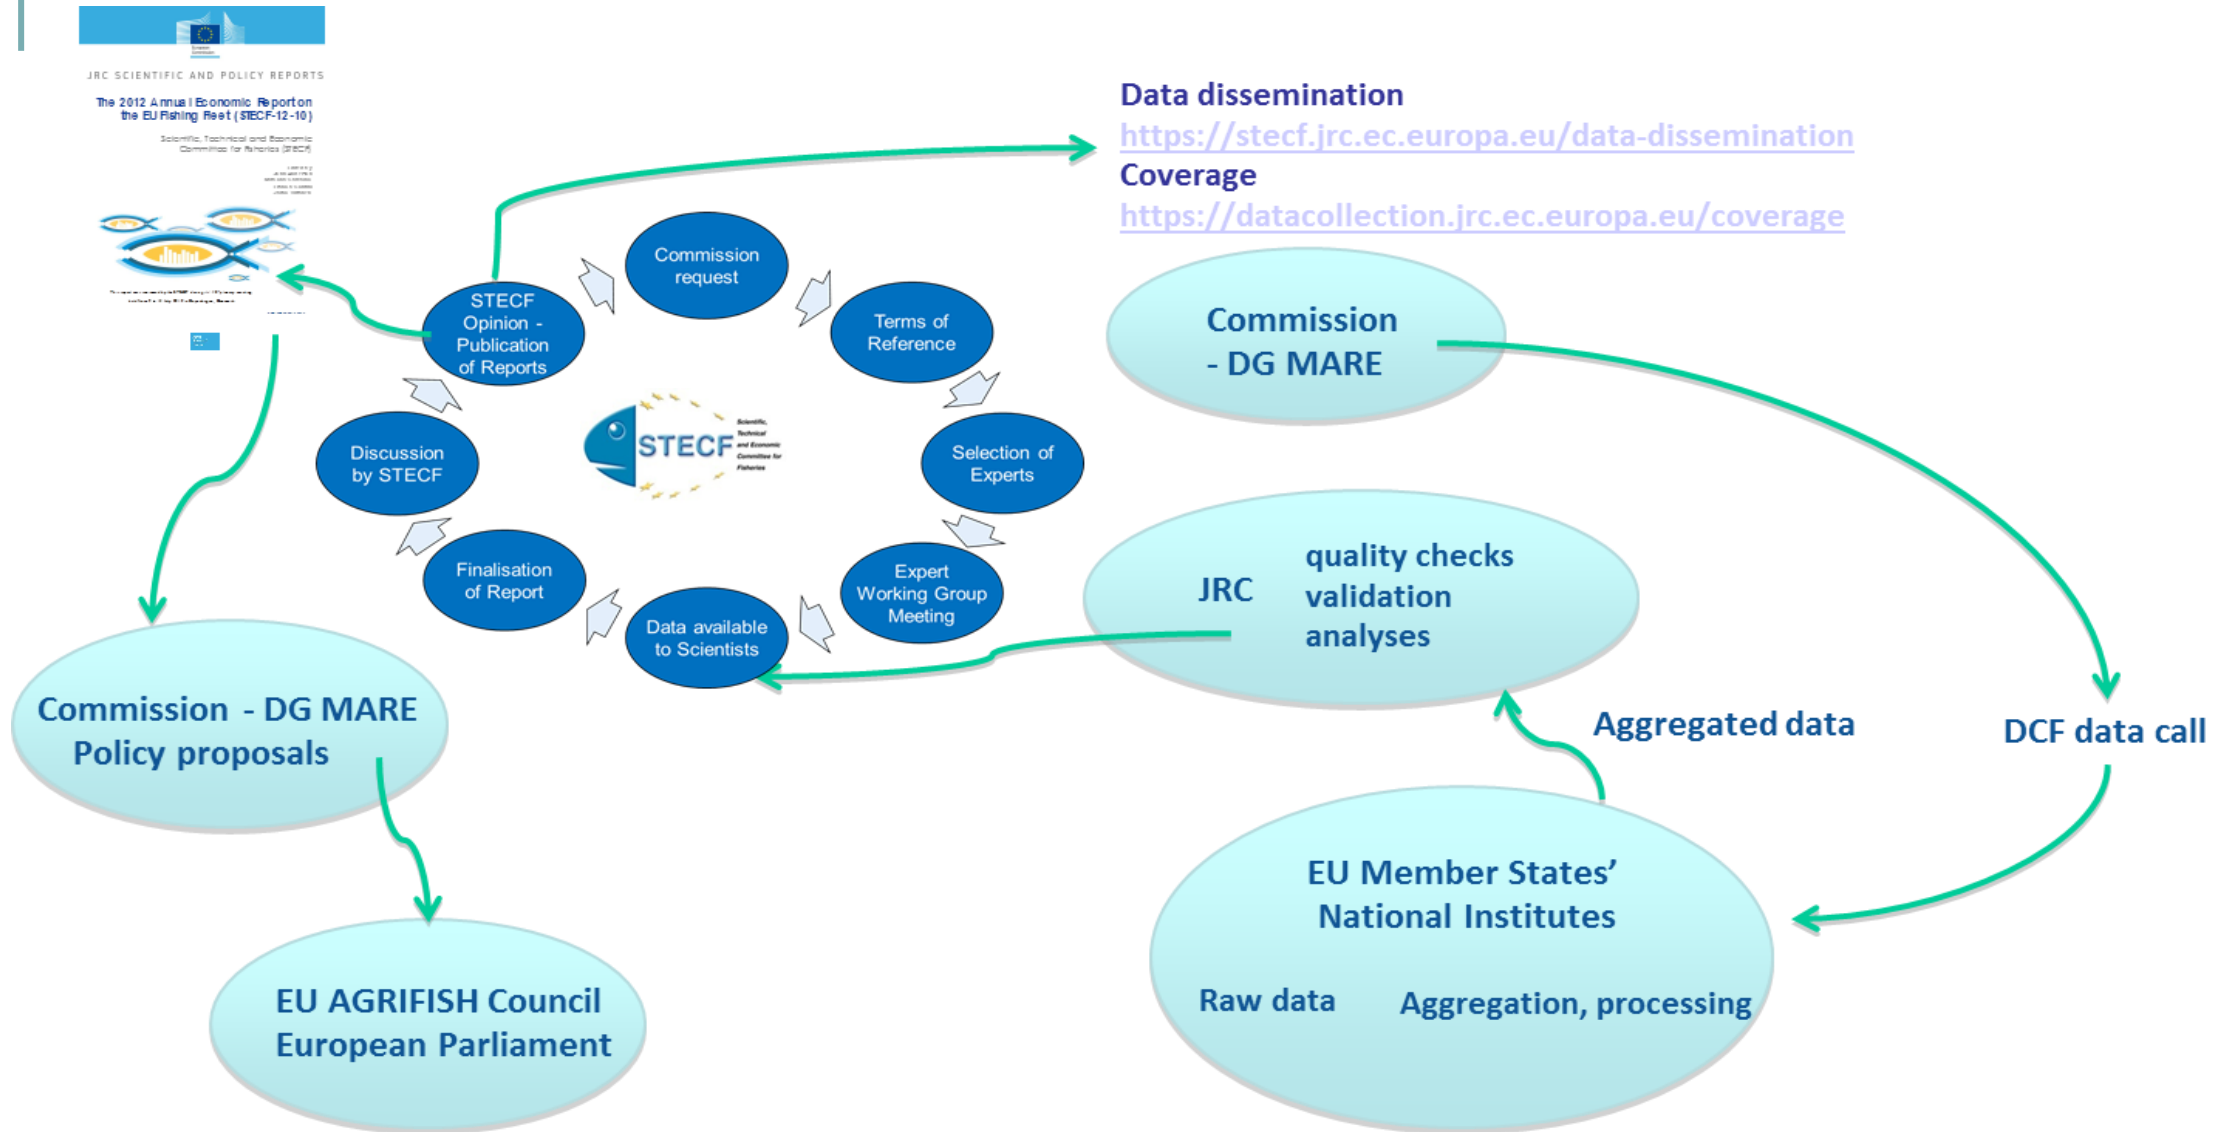 European
Commission
JRC SCIENTIFIC AND POLICY REPORTS
The 2012 Annual Economic Report on
the EU Fishing Fleet (STECF-12-10)
Scientific, Technical and Economic
Committee for Fisheries (STECF)
Data dissemination
https://stecf.jrc.ec.europa.eu/data-dissemination
Coverage
https://datacollection.jrc.ec.europa.eu/coverage
Commission
request
Terms of
Reference
Selection of
Experts
Expert
Working Group
Meeting
Data available
to Scientists
Finalisation
of Report
Discussion
by STECF
STECF
Opinion -
Publication
of Reports
STECF
Scientific,
Technical
and Economic
Committee for
Fisheries
Commission
- DG MARE
JRC
quality checks
validation
analyses
Aggregated data
DCF data call
EU Member States’
National Institutes
Raw data
Aggregation, processing
Commission - DG MARE
Policy proposals
EU AGRIFISH Council
European Parliament